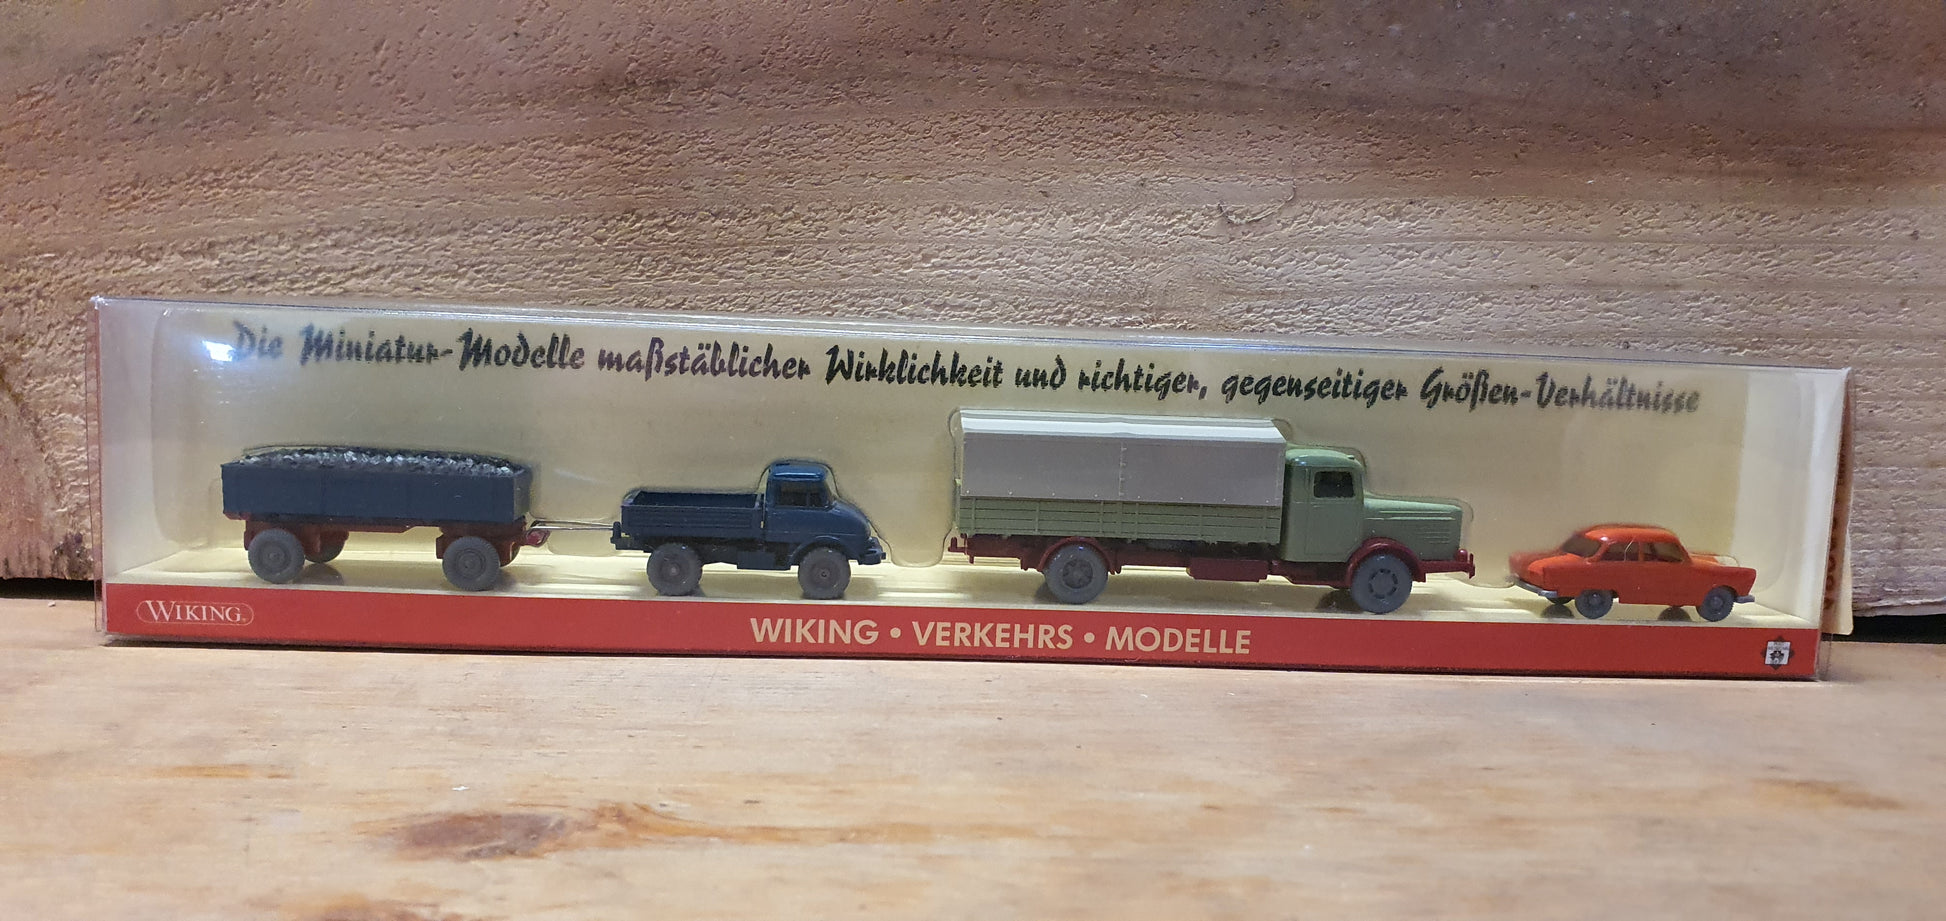 Die Miniatur-Modelle maßstäblicher Wirklichkeit und richtiger, gegenseitiger Größen-Verhältnisse
WIKING
WIKING • VERKEHRS • MODELLE